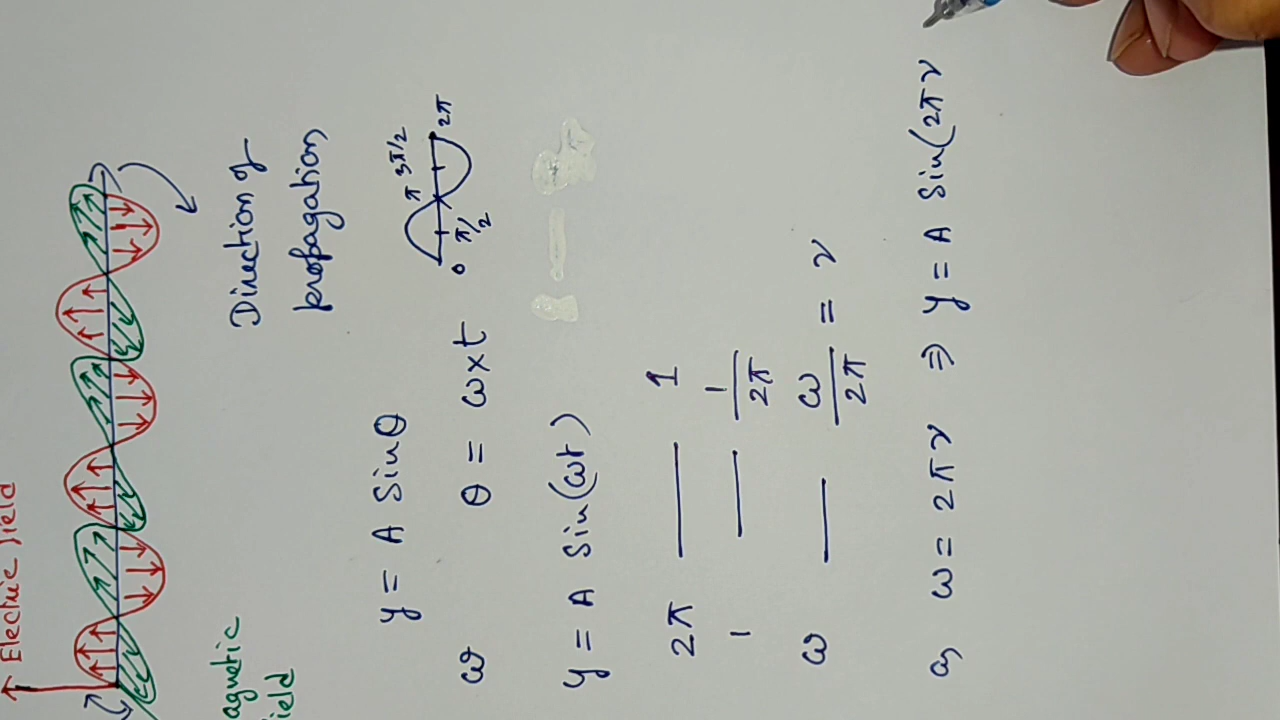 ↑ Electric field
agnetic
ield
Direction of
propagation
y = A Sinθ
0 π/2 π 3π/2 2π
ω θ = ω×t
y = A Sin(ωt)
2π — 1
1 — 1/2π
ω — ω/2π = ν
as ω = 2πν ⇒ y = A Sin(2πν